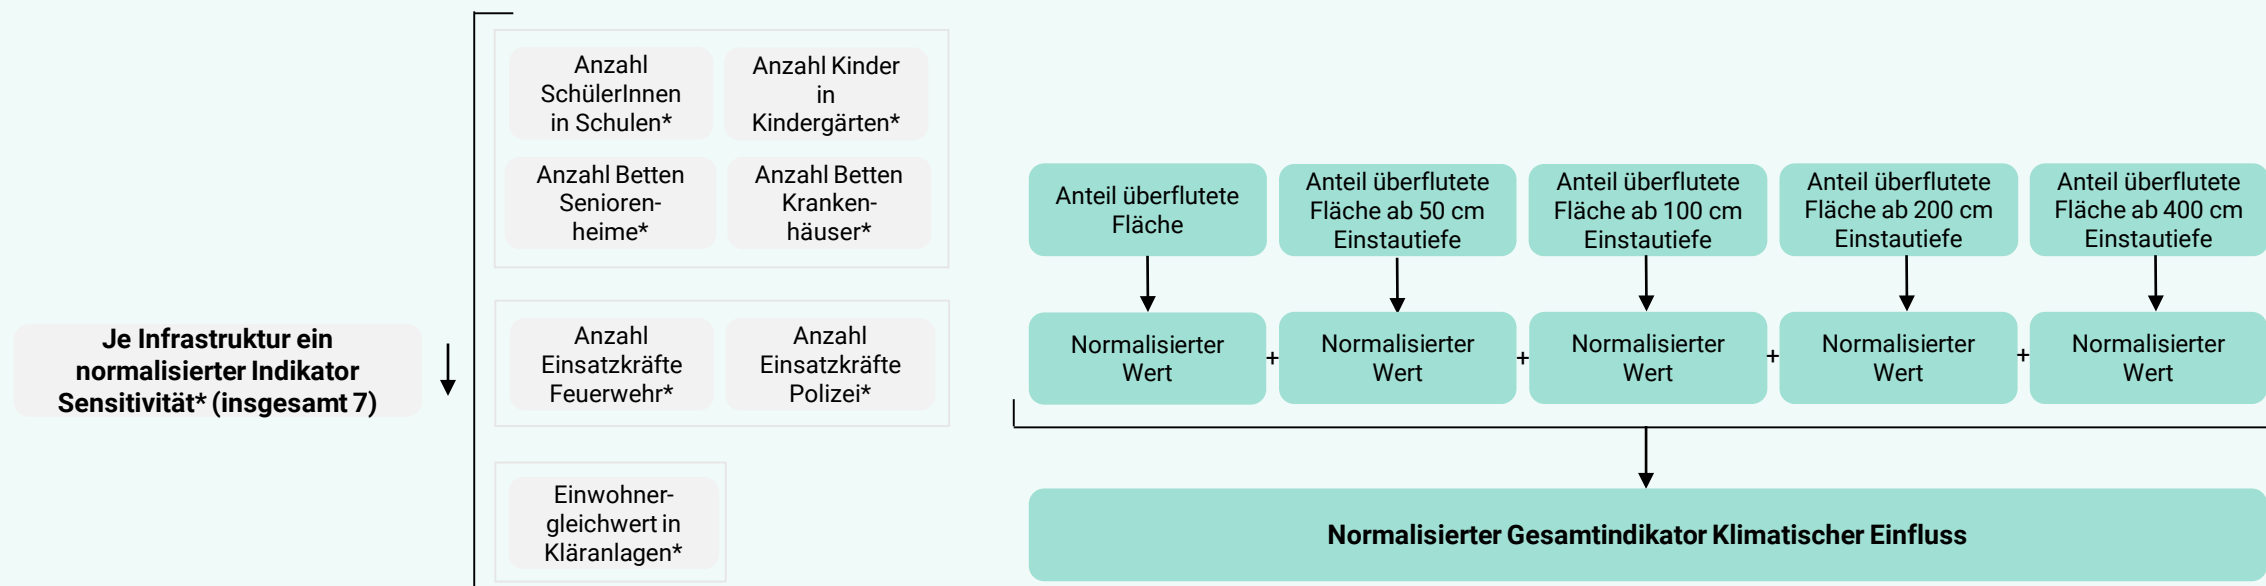 Je Infrastruktur ein
normalisierter Indikator
Sensitivität* (insgesamt 7)
Anzahl
SchülerInnen
in Schulen*
Anzahl Kinder
in
Kindergärten*
Anzahl Betten
Senioren-
heime*
Anzahl Betten
Kranken-
häuser*
Anzahl
Einsatzkräfte
Feuerwehr*
Anzahl
Einsatzkräfte
Polizei*
Einwohner-
gleichwert in
Kläranlagen*
Anteil überflutete
Fläche
Anteil überflutete
Fläche ab 50 cm
Einstautiefe
Anteil überflutete
Fläche ab 100 cm
Einstautiefe
Anteil überflutete
Fläche ab 200 cm
Einstautiefe
Anteil überflutete
Fläche ab 400 cm
Einstautiefe
Normalisierter
Wert
+
Normalisierter
Wert
+
Normalisierter
Wert
+
Normalisierter
Wert
+
Normalisierter
Wert
Normalisierter Gesamtindikator Klimatischer Einfluss